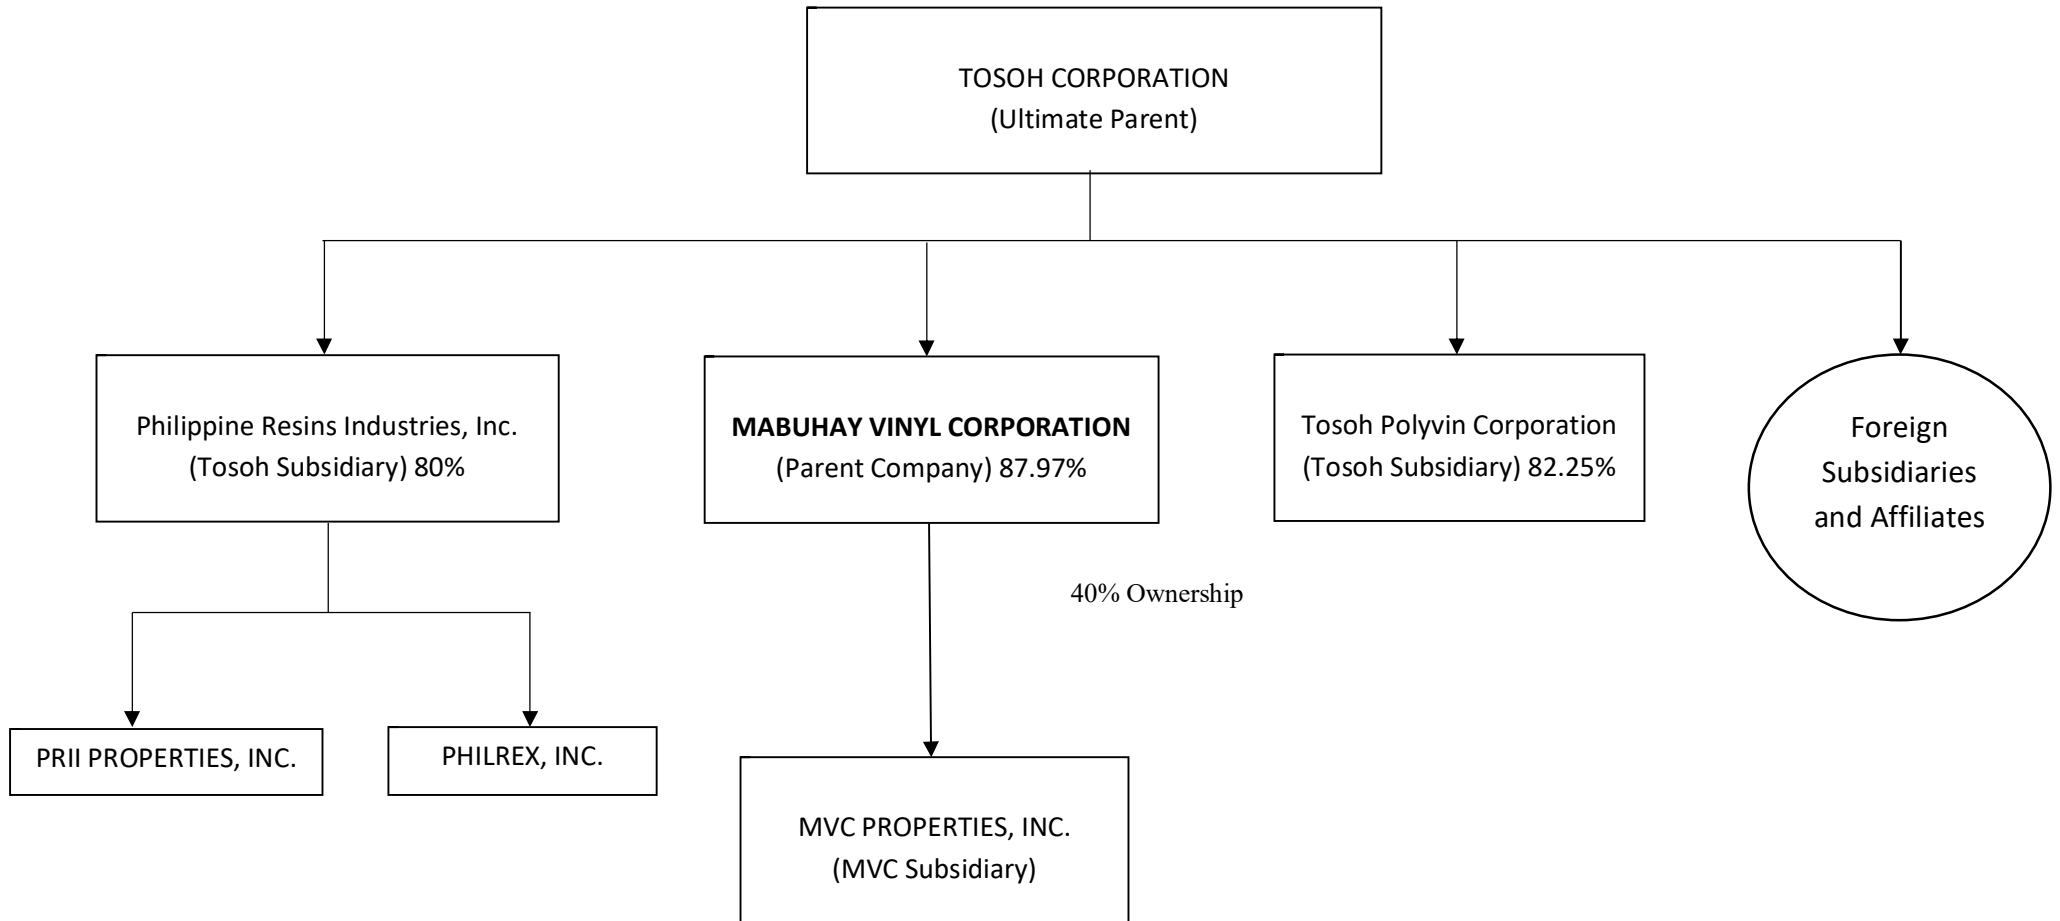 TOSOH CORPORATION
(Ultimate Parent)
Philippine Resins Industries, Inc.
(Tosoh Subsidiary) 80%
MABUHAY VINYL CORPORATION
(Parent Company) 87.97%
Tosoh Polyvin Corporation
(Tosoh Subsidiary) 82.25%
Foreign
Subsidiaries
and Affiliates
40% Ownership
PRII PROPERTIES, INC.
PHILREX, INC.
MVC PROPERTIES, INC.
(MVC Subsidiary)